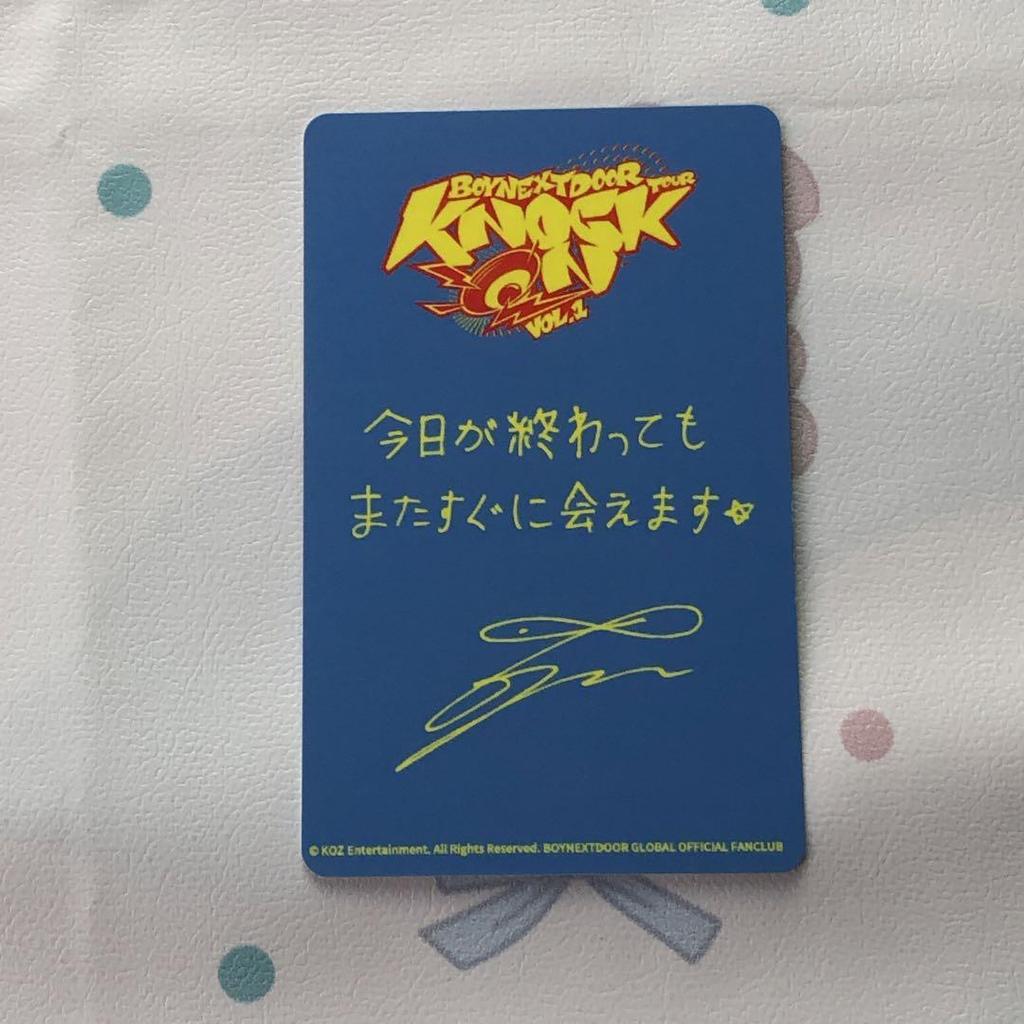 BOYNEXTDOOR TOUR
KNOCK
ON
VOL.1
今日が終わっても
またすぐに会えます☆
© KOZ Entertainment. All Rights Reserved. BOYNEXTDOOR GLOBAL OFFICIAL FANCLUB